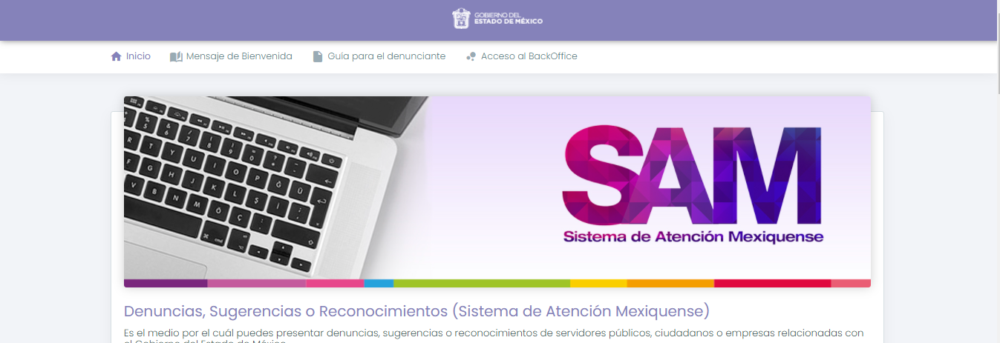 GOBIERNO DEL
ESTADO DE MÉXICO
Inicio
Mensaje de Bienvenida
Guía para el denunciante
Acceso al BackOffice
SAM
Sistema de Atención Mexiquense
Denuncias, Sugerencias o Reconocimientos (Sistema de Atención Mexiquense)
Es el medio por el cuál puedes presentar denuncias, sugerencias o reconocimientos de servidores públicos, ciudadanos o empresas relacionadas con
el Gobierno del Estado de México